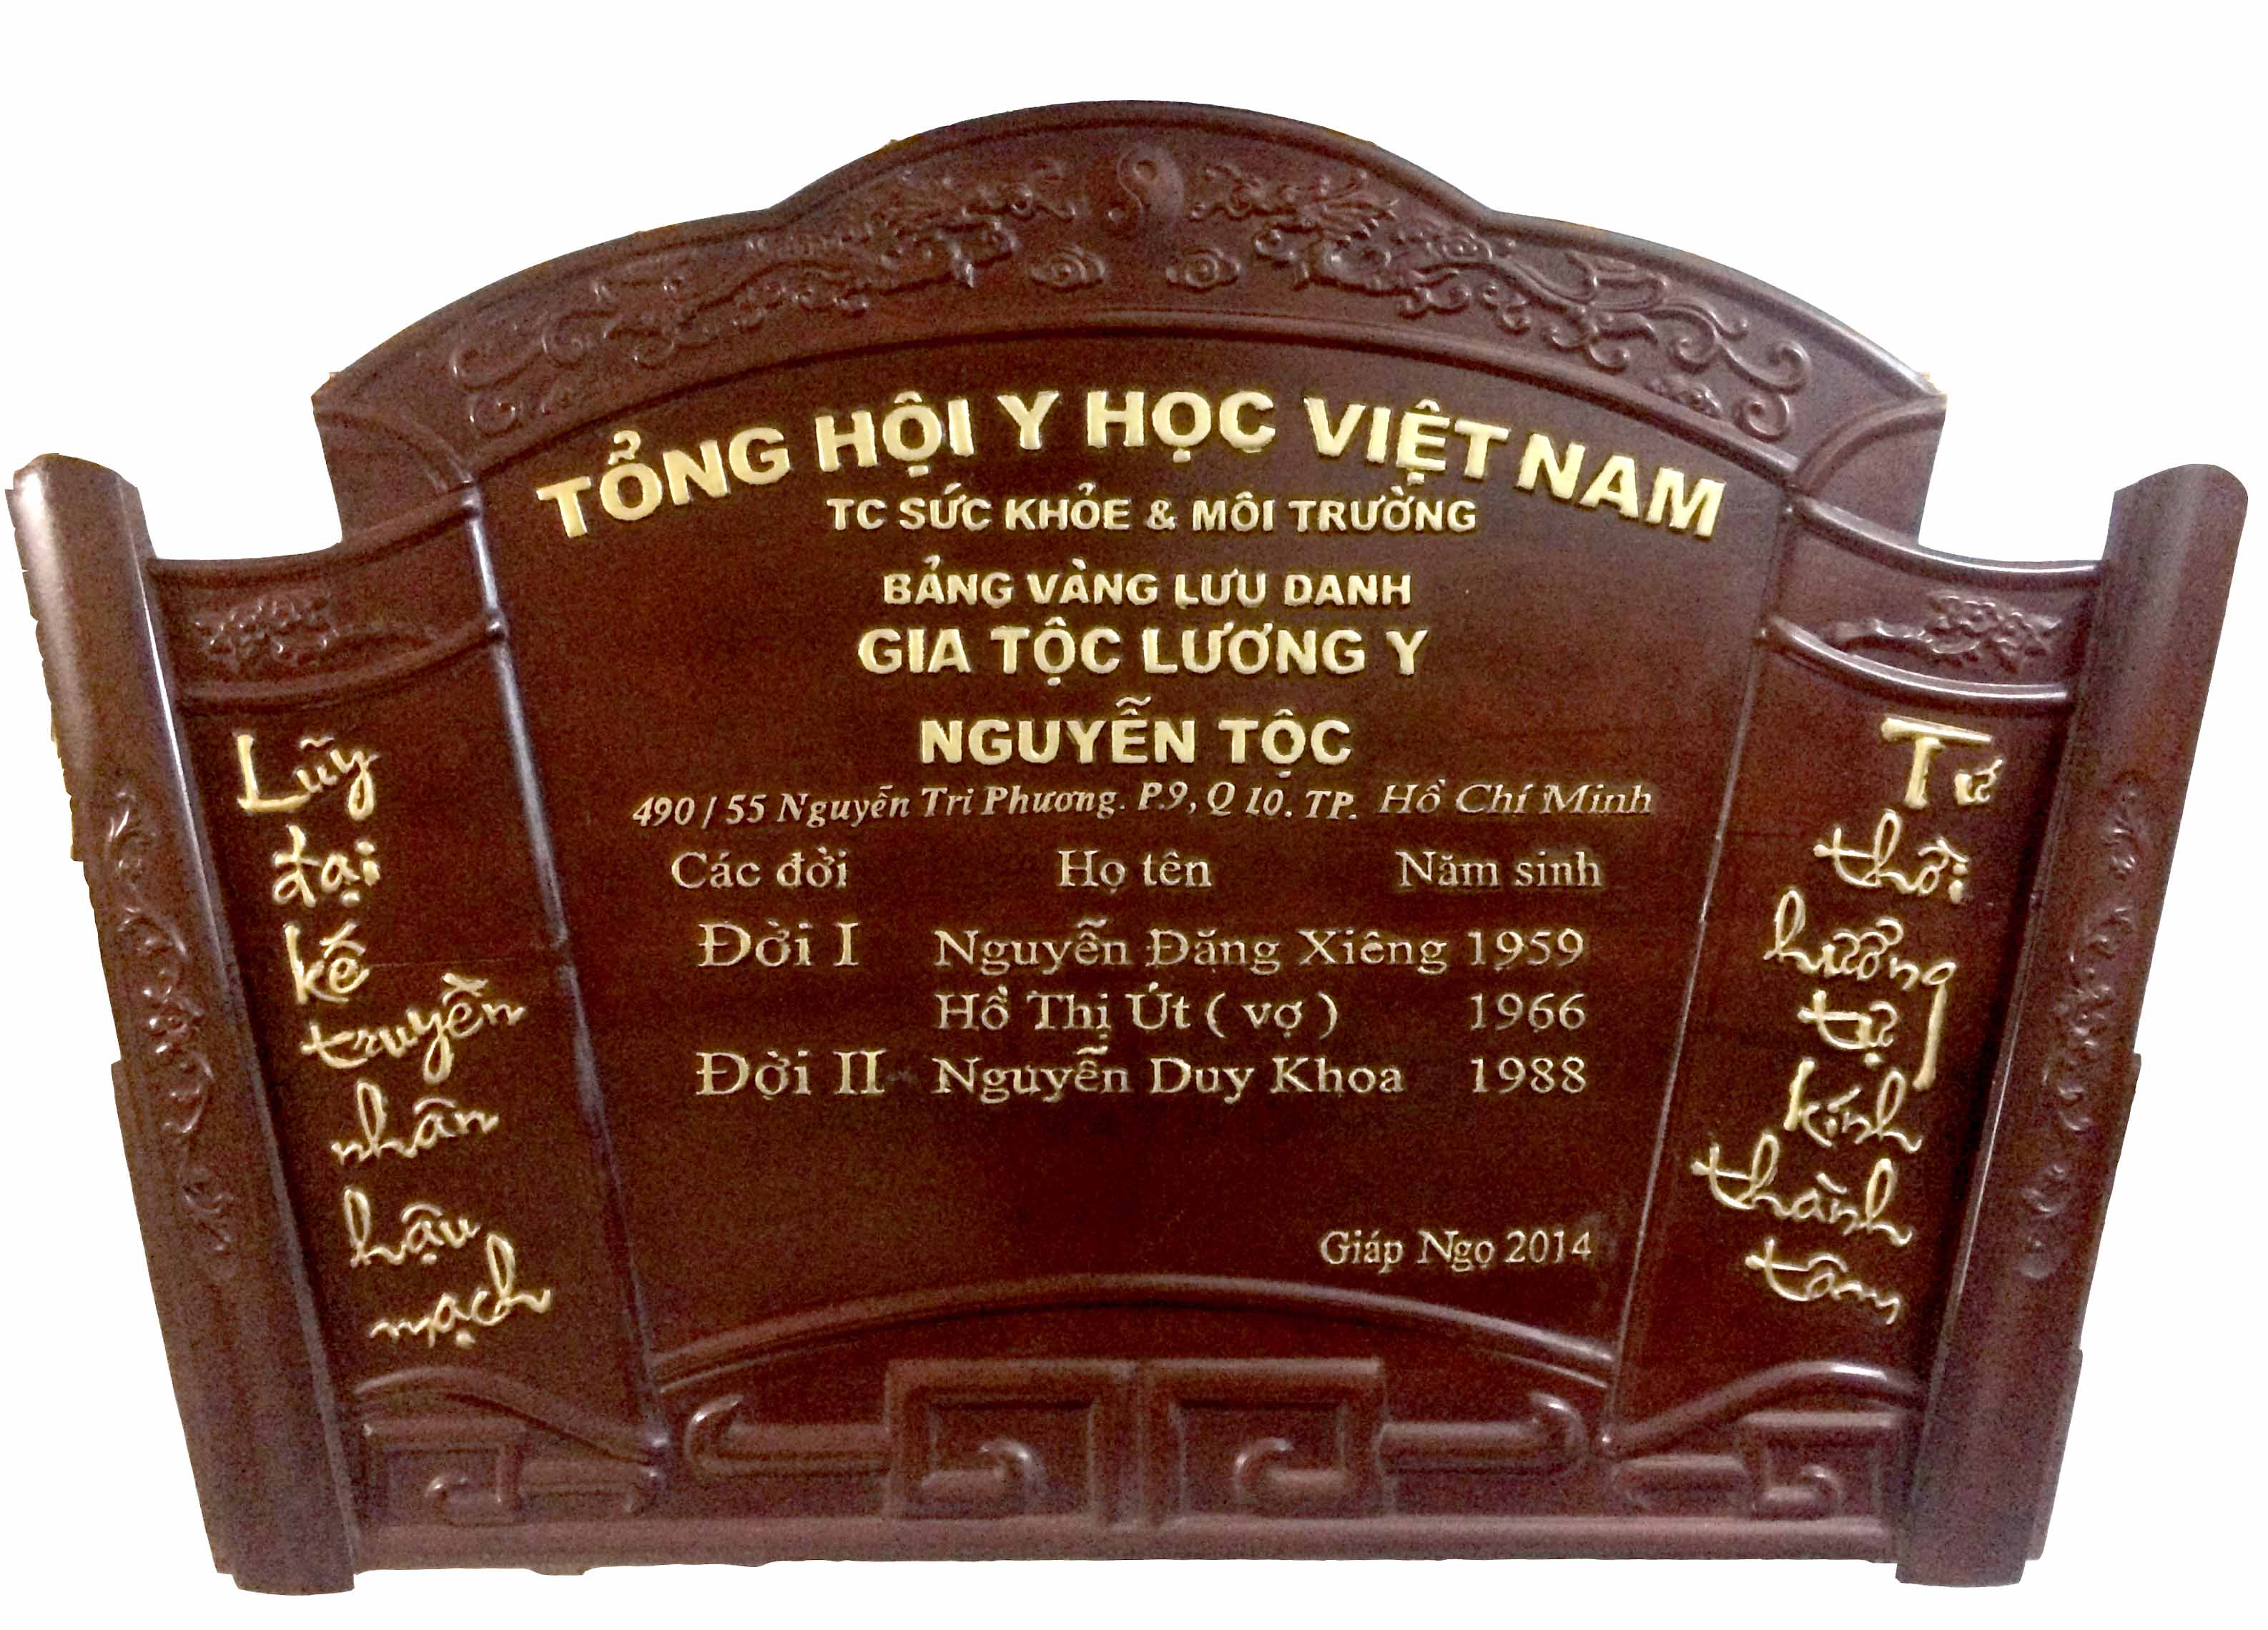 TỔNG HỘI Y HỌC VIỆT NAM
TC SỨC KHỎE & MÔI TRƯỜNG
BẢNG VÀNG LƯU DANH
GIA TỘC LƯƠNG Y
NGUYỄN TỘC
490 / 55 Nguyễn Tri Phương. P.9, Q 10. TP. Hồ Chí Minh
Các đời Họ tên Năm sinh
Đời I Nguyễn Đặng Xiêng 1959
Hồ Thị Út ( vợ ) 1966
Đời II Nguyễn Duy Khoa 1988
Giáp Ngọ 2014
Lũy
đại
kế
truyền
nhân
hậu
mạch
Tứ
thời
hưởng
tự
kính
thành
tâm